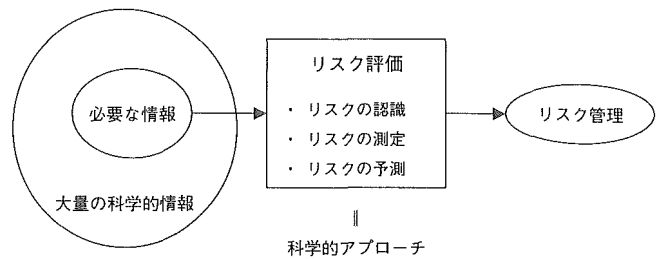 必要な情報
大量の科学的情報
リスク評価
・ リスクの認識
・ リスクの測定
・ リスクの予測
||
科学的アプローチ
リスク管理